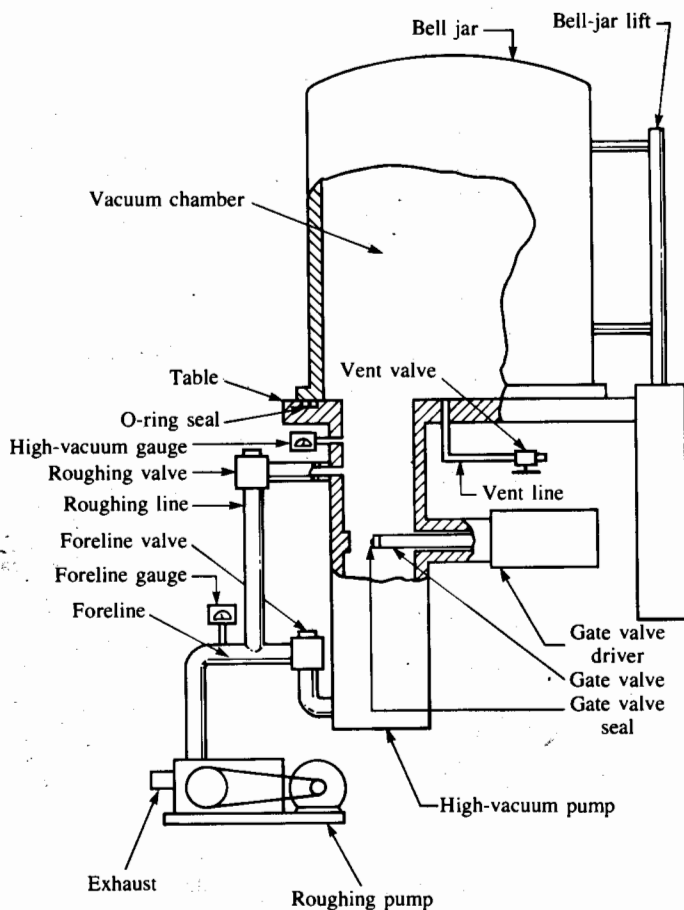 Bell jar
Bell-jar lift
Vacuum chamber
Vent valve
Table
O-ring seal
High-vacuum gauge
Roughing valve
Vent line
Roughing line
Foreline valve
Foreline gauge
Foreline
Gate valve
driver
Gate valve
Gate valve
seal
High-vacuum pump
Exhaust
Roughing pump